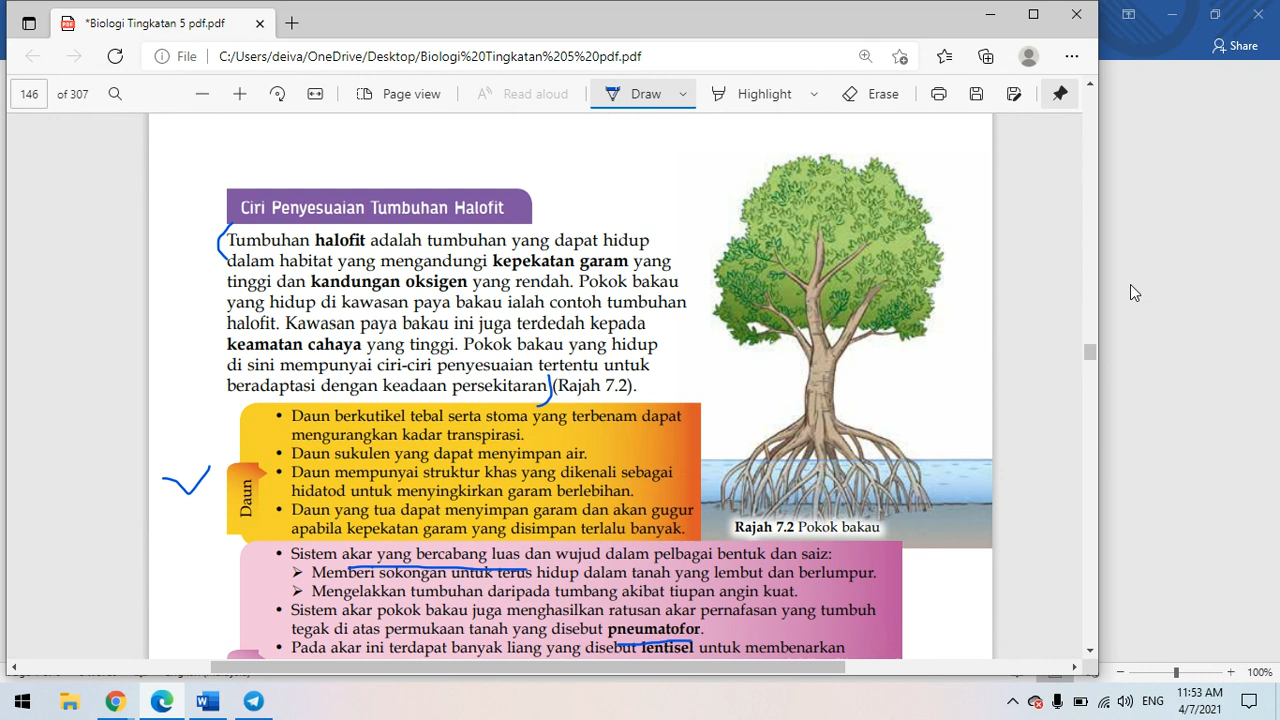 *Biologi Tingkatan 5 pdf.pdf
File C:/Users/deiva/OneDrive/Desktop/Biologi%20Tingkatan%205%20pdf.pdf
Share
146 of 307 Page view Read aloud Draw Highlight Erase
Ciri Penyesuaian Tumbuhan Halofit
Tumbuhan halofit adalah tumbuhan yang dapat hidup
dalam habitat yang mengandungi kepekatan garam yang
tinggi dan kandungan oksigen yang rendah. Pokok bakau
yang hidup di kawasan paya bakau ialah contoh tumbuhan
halofit. Kawasan paya bakau ini juga terdedah kepada
keamatan cahaya yang tinggi. Pokok bakau yang hidup
di sini mempunyai ciri-ciri penyesuaian tertentu untuk
beradaptasi dengan keadaan persekitaran (Rajah 7.2).
Daun
• Daun berkutikel tebal serta stoma yang terbenam dapat
mengurangkan kadar transpirasi.
• Daun sukulen yang dapat menyimpan air.
• Daun mempunyai struktur khas yang dikenali sebagai
hidatod untuk menyingkirkan garam berlebihan.
• Daun yang tua dapat menyimpan garam dan akan gugur
apabila kepekatan garam yang disimpan terlalu banyak.
Rajah 7.2 Pokok bakau
• Sistem akar yang bercabang luas dan wujud dalam pelbagai bentuk dan saiz:
➢ Memberi sokongan untuk terus hidup dalam tanah yang lembut dan berlumpur.
➢ Mengelakkan tumbuhan daripada tumbang akibat tiupan angin kuat.
• Sistem akar pokok bakau juga menghasilkan ratusan akar pernafasan yang tumbuh
tegak di atas permukaan tanah yang disebut pneumatofor.
• Pada akar ini terdapat banyak liang yang disebut lentisel untuk membenarkan
100%
ENG
11:53 AM
4/7/2021